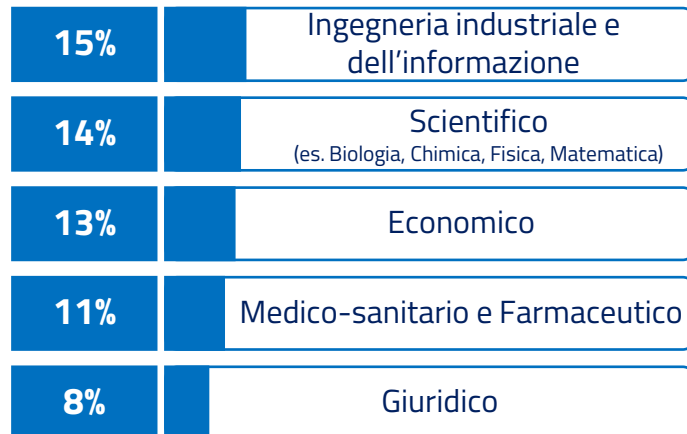 15%
Ingegneria industriale e
dell’informazione
14%
Scientifico
(es. Biologia, Chimica, Fisica, Matematica)
13%
Economico
11%
Medico-sanitario e Farmaceutico
8%
Giuridico